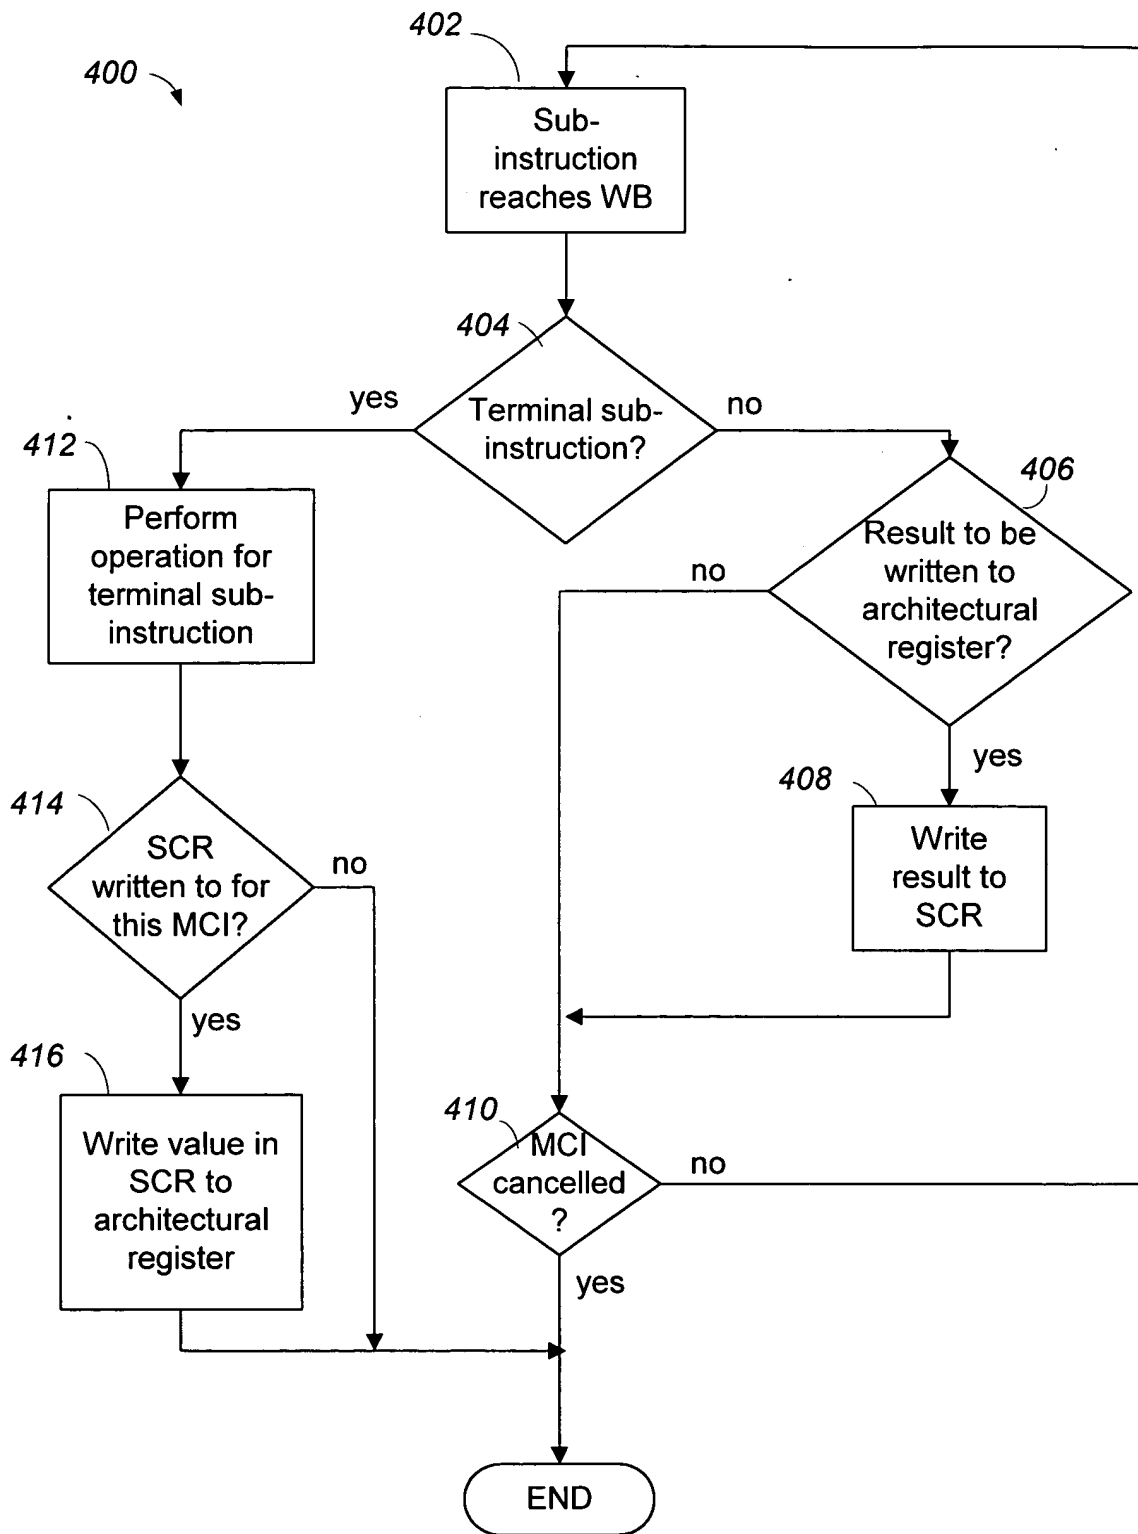 402
400
Sub-
instruction
reaches WB
404
yes
Terminal sub-
instruction?
no
412
406
Perform
operation for
terminal sub-
instruction
no
Result to be
written to
architectural
register?
yes
408
414
SCR
written to for
this MCI?
no
Write
result to
SCR
yes
416
410
Write value in
SCR to
architectural
register
MCI
cancelled
?
no
yes
END